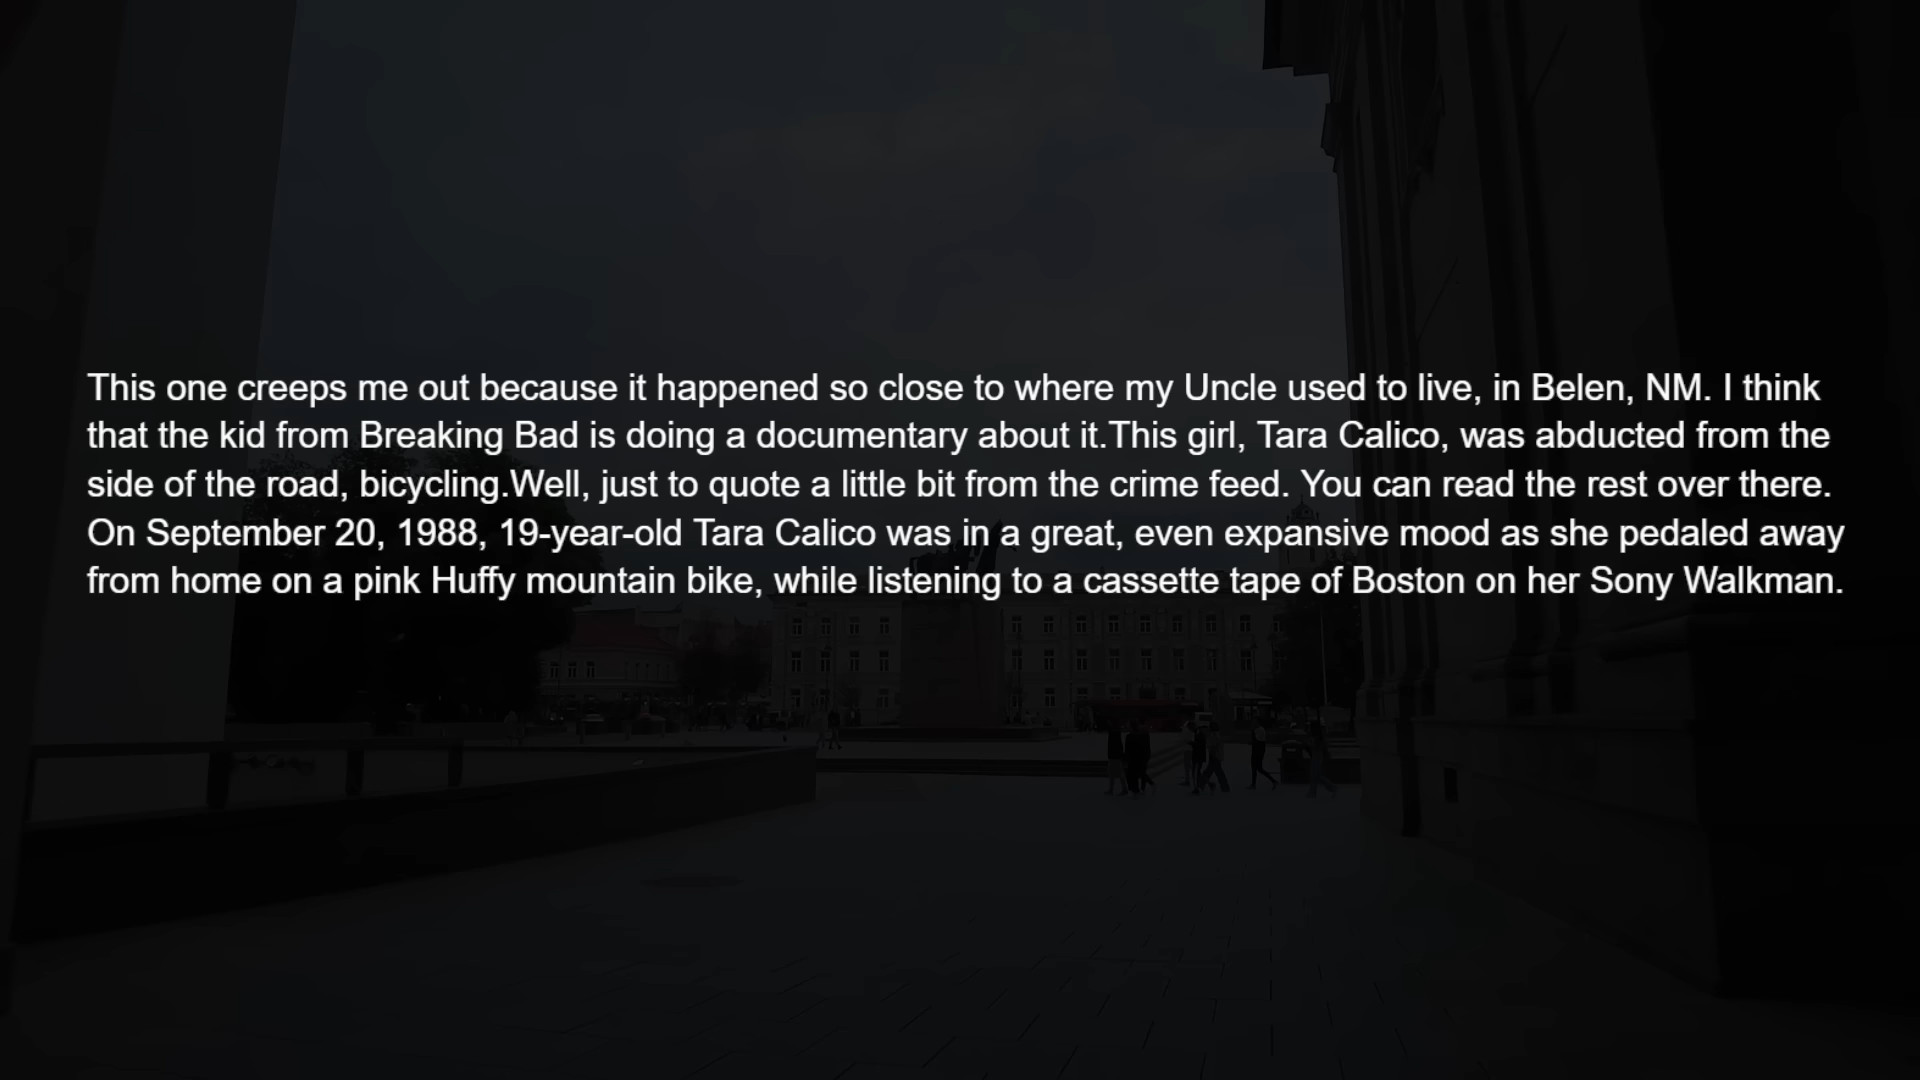 This one creeps me out because it happened so close to where my Uncle used to live, in Belen, NM. I think
that the kid from Breaking Bad is doing a documentary about it.This girl, Tara Calico, was abducted from the
side of the road, bicycling.Well, just to quote a little bit from the crime feed. You can read the rest over there.
On September 20, 1988, 19-year-old Tara Calico was in a great, even expansive mood as she pedaled away
from home on a pink Huffy mountain bike, while listening to a cassette tape of Boston on her Sony Walkman.